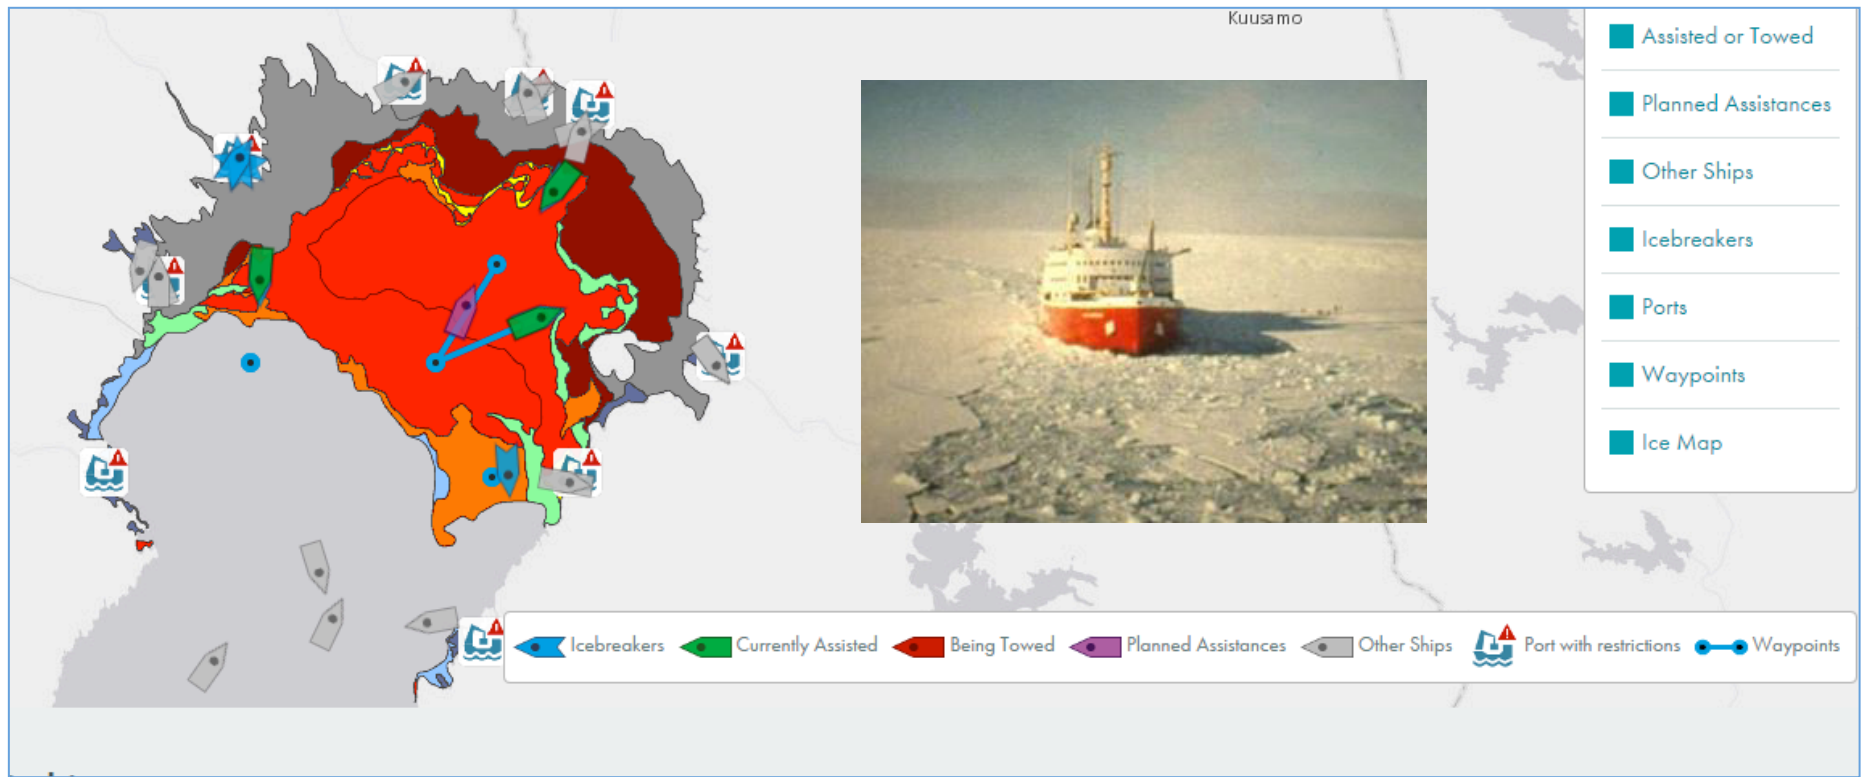 Kuusamo
Assisted or Towed
Planned Assistances
Other Ships
Icebreakers
Ports
Waypoints
Ice Map
Icebreakers
Currently Assisted
Being Towed
Planned Assistances
Other Ships
Port with restrictions
Waypoints